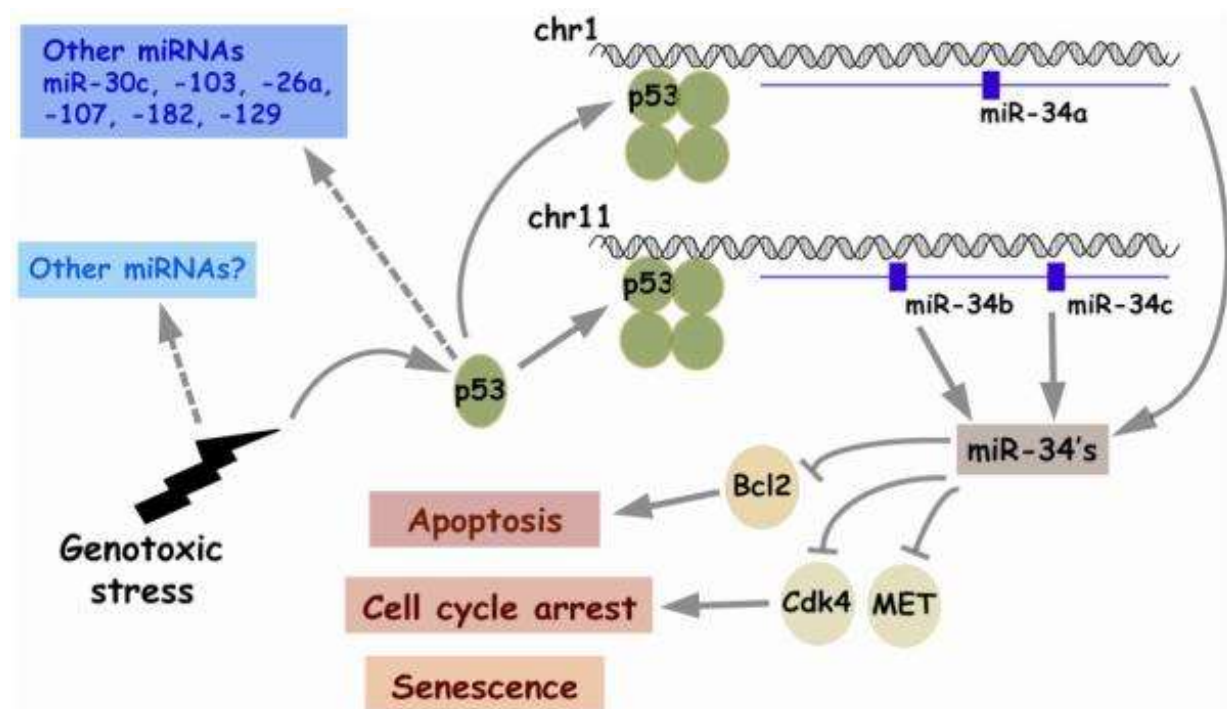 Other miRNAs
miR-30c, -103, -26a,
-107, -182, -129
chr1
p53
miR-34a
chr11
p53
miR-34b
miR-34c
Other miRNAs?
p53
miR-34's
Bcl2
Apoptosis
Genotoxic
stress
Cdk4
MET
Cell cycle arrest
Senescence